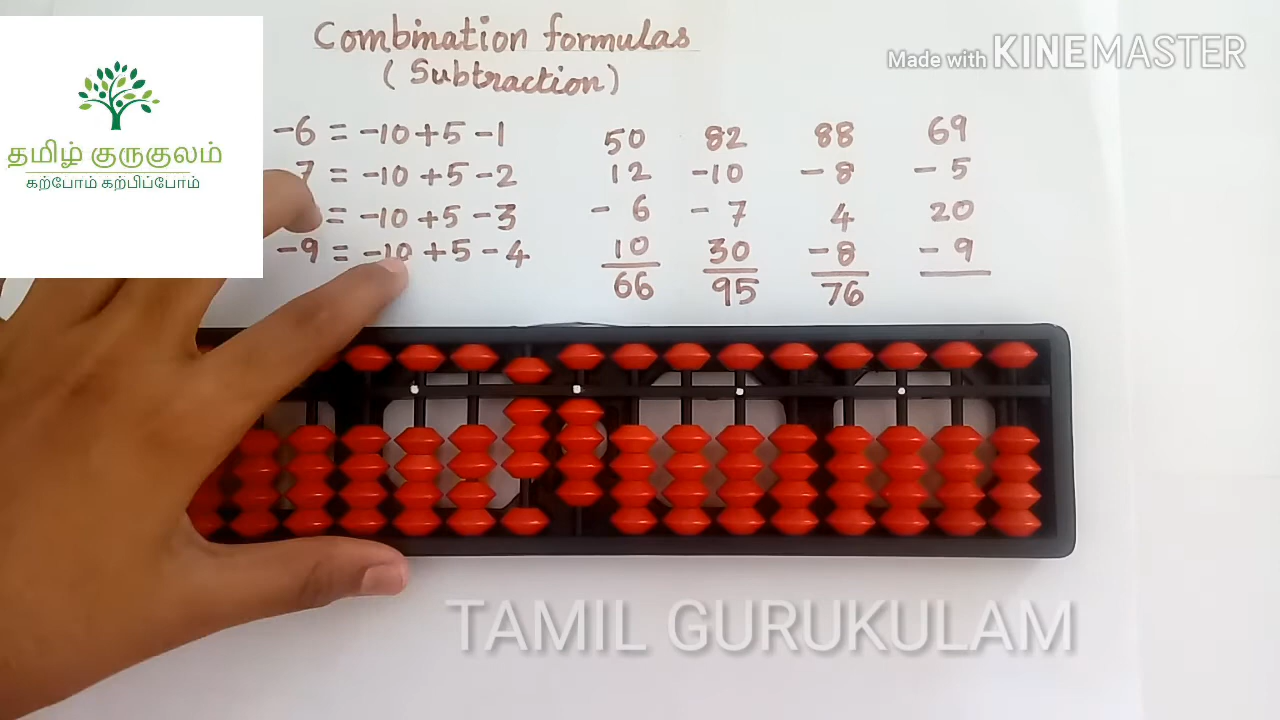 Combination formulas
(Subtraction)
Made with KINEMASTER
தமிழ் குருகுலம்
கற்போம் கற்பிப்போம்
-6 = -10 +5 -1
7 = -10 +5 -2
= -10 +5 -3
-9 = -10 +5 -4
50
12
- 6
10
66
82
-10
- 7
30
95
88
- 8
4
-8
76
69
- 5
20
- 9
TAMIL GURUKULAM